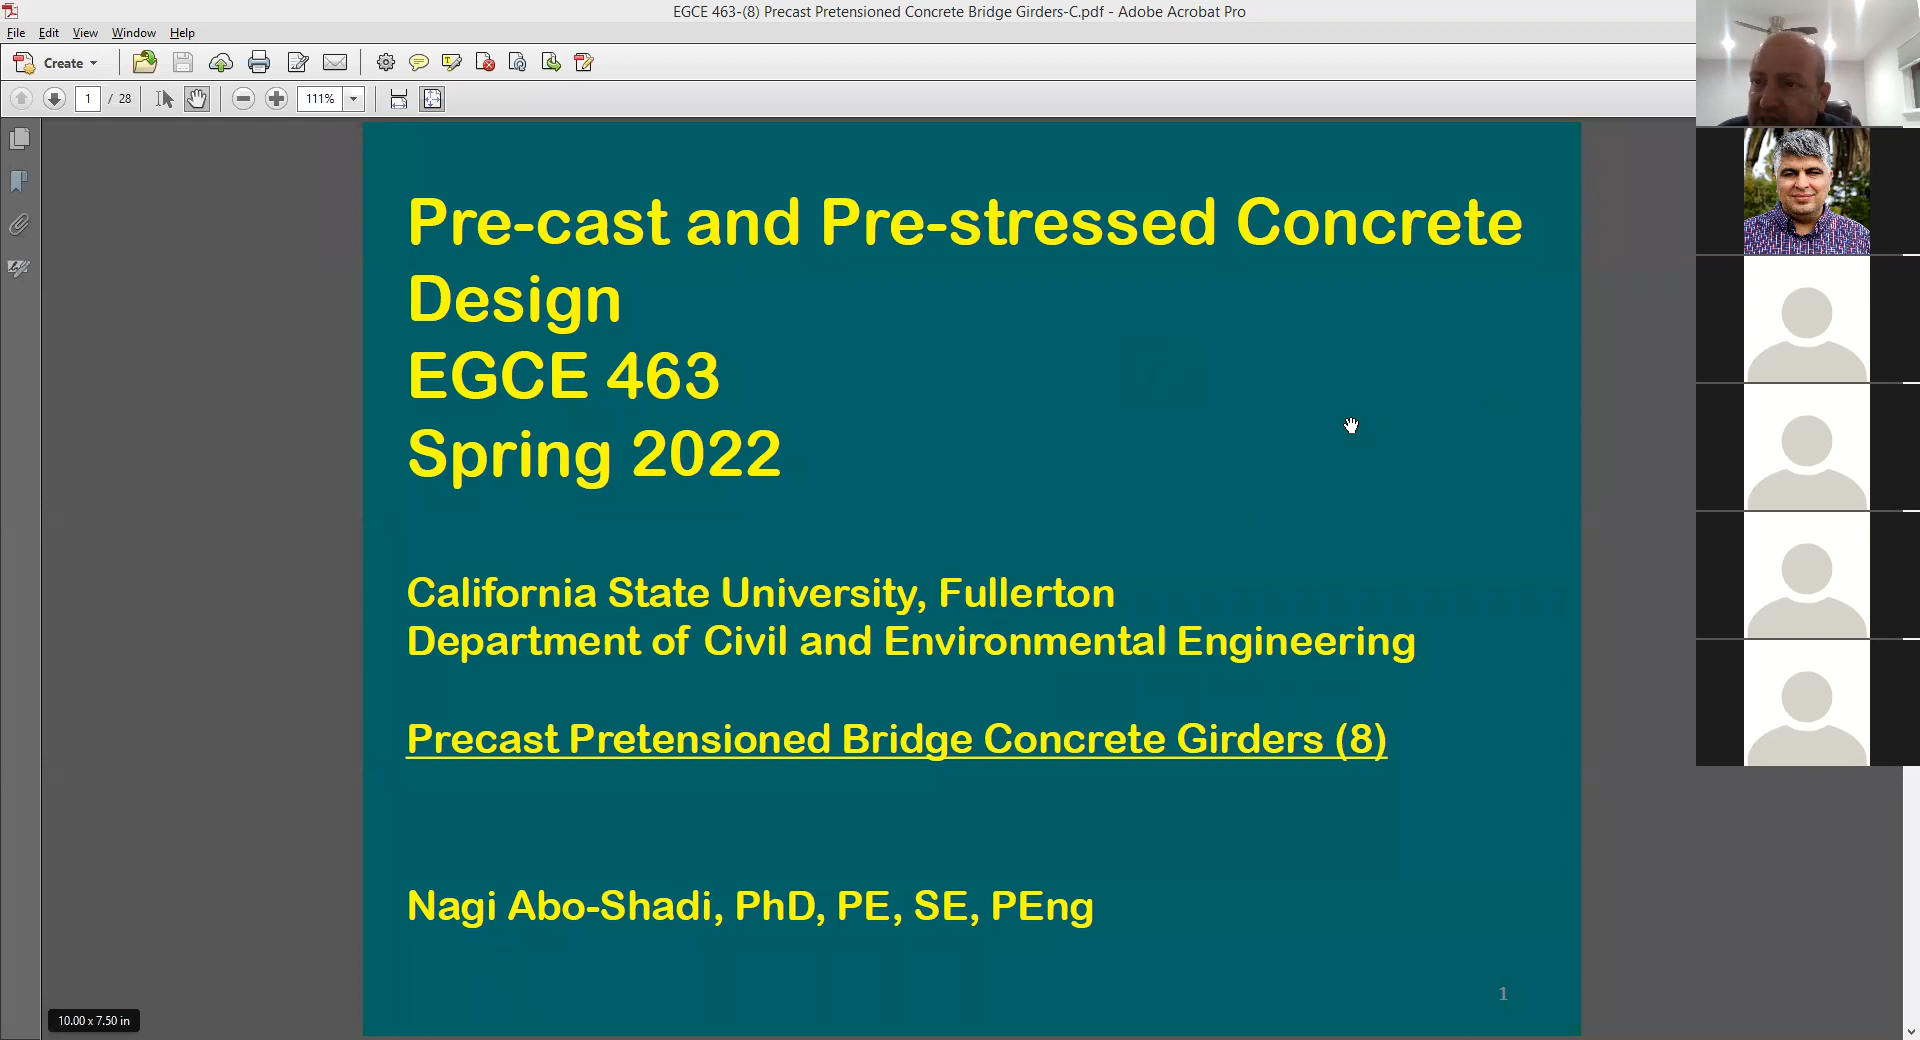 EGCE 463-(8) Precast Pretensioned Concrete Bridge Girders-C.pdf - Adobe Acrobat Pro
File Edit View Window Help
Create
1 / 28 111%
Pre-cast and Pre-stressed Concrete
Design
EGCE 463
Spring 2022
California State University, Fullerton
Department of Civil and Environmental Engineering
Precast Pretensioned Bridge Concrete Girders (8)
Nagi Abo-Shadi, PhD, PE, SE, PEng
1
10.00 x 7.50 in